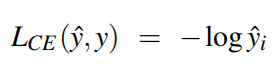 L_CE(ŷ, y) = −log ŷ_i